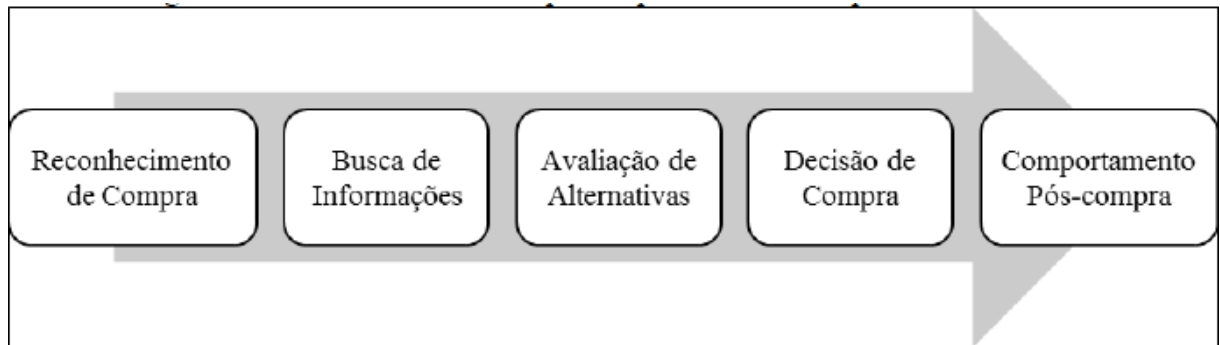 Reconhecimento
de Compra
Busca de
Informações
Avaliação de
Alternativas
Decisão de
Compra
Comportamento
Pós-compra